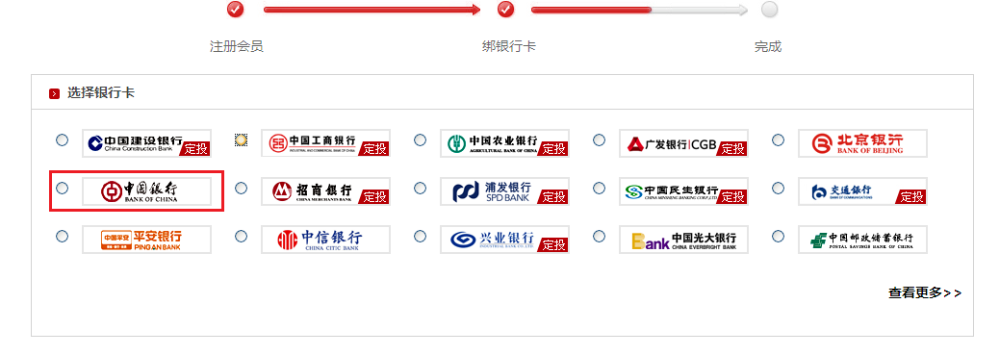 注册会员 绑银行卡 完成
选择银行卡
中国建设银行 China Construction Bank 定投
中国工商银行 INDUSTRIAL AND COMMERCIAL BANK OF CHINA 定投
中国农业银行 AGRICULTURAL BANK OF CHINA 定投
广发银行|CGB 定投
北京银行 BANK OF BEIJING
中国银行 BANK OF CHINA
招商银行 CHINA MERCHANTS BANK 定投
浦发银行 SPD BANK 定投
中国民生银行 CHINA MINSHENG BANKING CORP.,LTD. 定投
交通银行 BANK OF COMMUNICATIONS 定投
中国平安 平安银行 PING AN BANK
中信银行 CHINA CITIC BANK
兴业银行 INDUSTRIAL BANK CO.,LTD. 定投
Bank 中国光大银行 CHINA EVERBRIGHT BANK
中国邮政储蓄银行 POSTAL SAVINGS BANK OF CHINA
查看更多>>